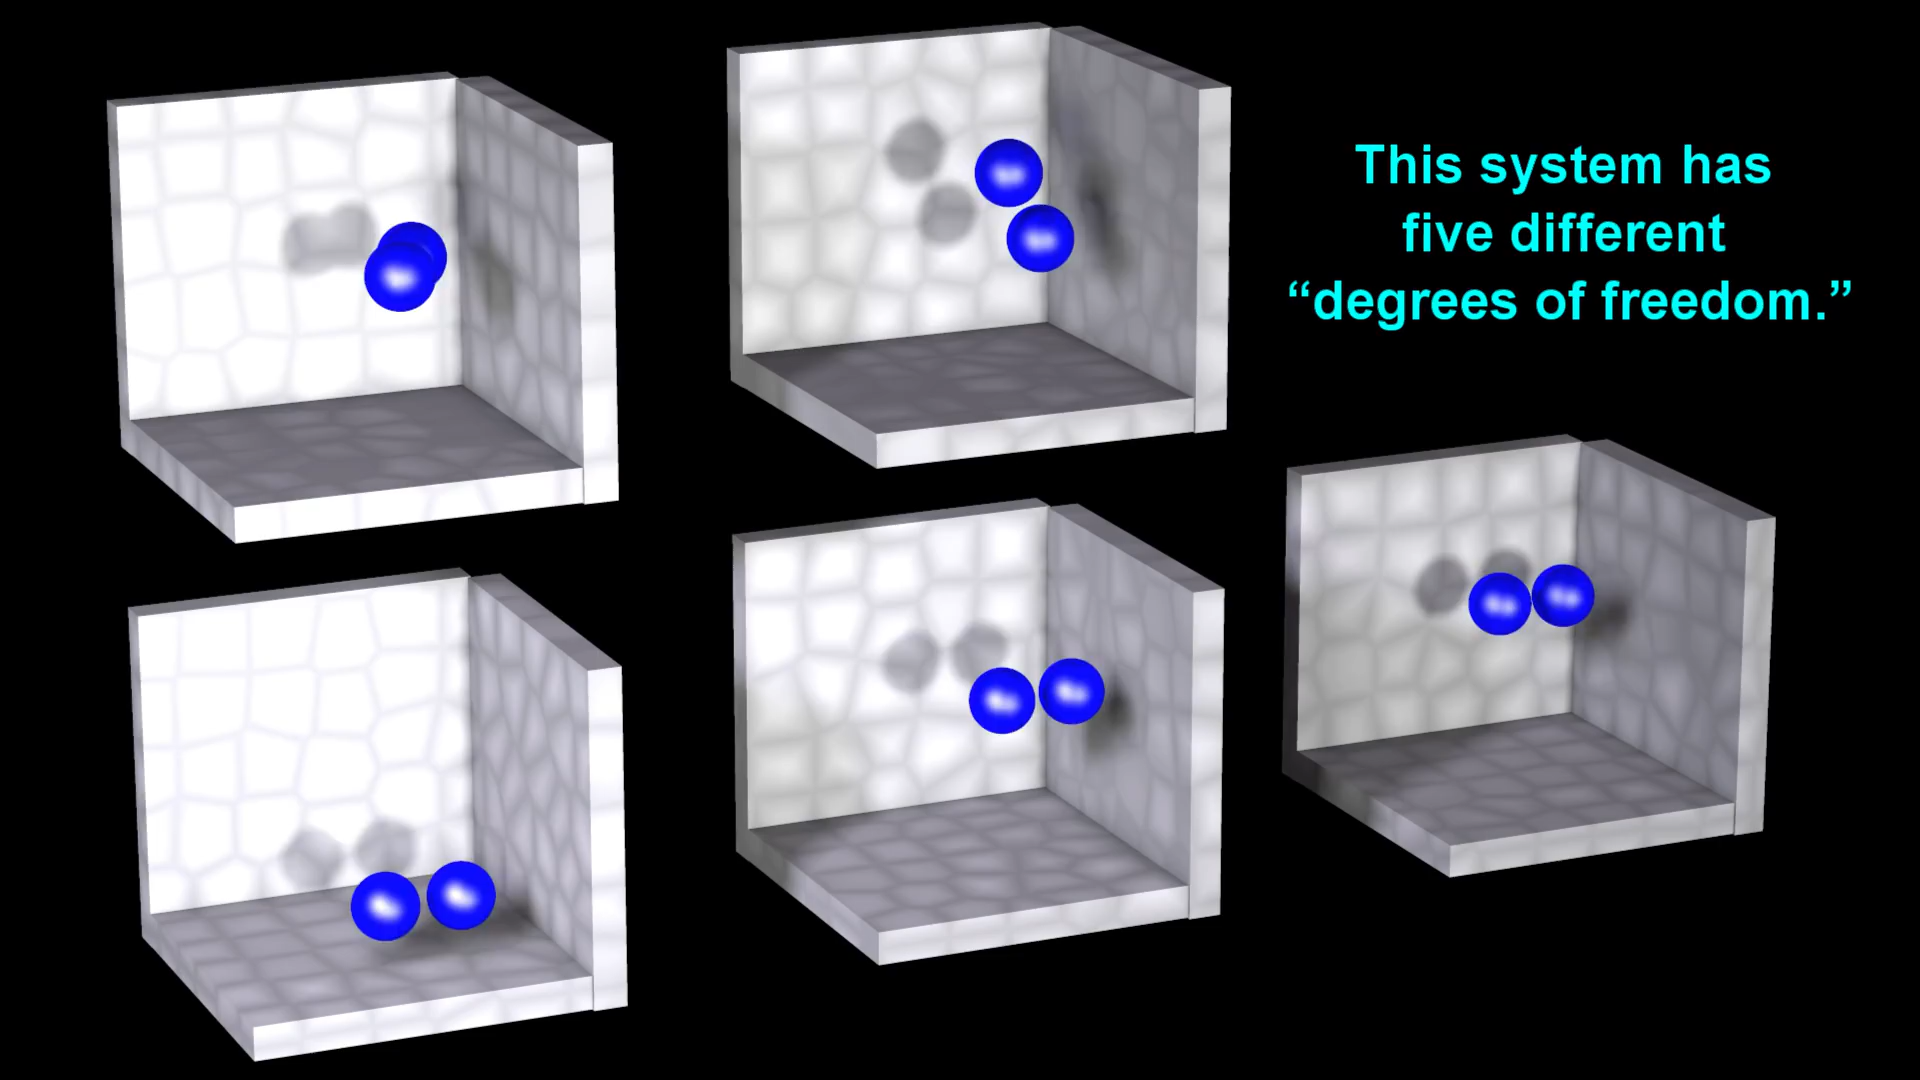 This system has
five different
“degrees of freedom.”